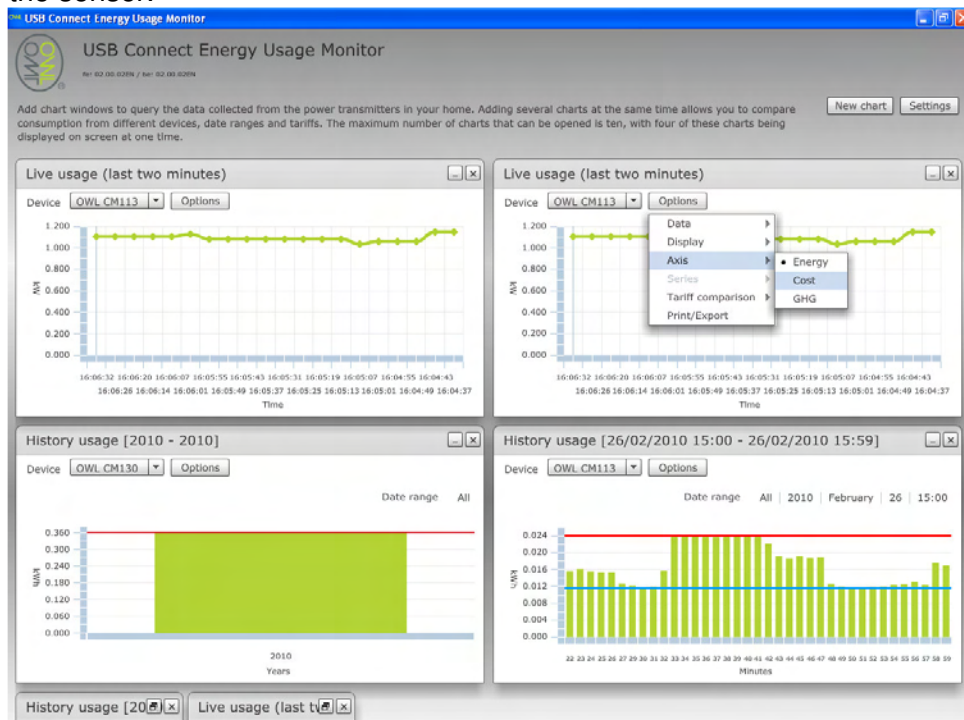 the sensor.
USB Connect Energy Usage Monitor
USB Connect Energy Usage Monitor
Add chart windows to query the data collected from the power transmitters in your home. Adding several charts at the same time allows you to compare
consumption from different devices, date ranges and tariffs. The maximum number of charts that can be opened is ten, with four of these charts being
displayed on screen at one time.
New chart Settings
Live usage (last two minutes)
Device OWL CM113 Options
1.200
1.000
0.800
0.600
0.400
0.200
0.000
kW
16:06:32 16:06:20 16:06:07 16:05:55 16:05:43 16:05:31 16:05:19 16:05:07 16:04:55 16:04:43
16:06:26 16:06:14 16:06:01 16:05:49 16:05:37 16:05:25 16:05:13 16:05:01 16:04:49 16:04:37
Time
Live usage (last two minutes)
Device OWL CM113 Options
Data
Display
Axis
Series
Tariff comparison
Print/Export
Energy
Cost
GHG
1.200
1.000
0.800
0.600
0.400
0.200
0.000
kW
16:06:32 16:06:20 16:06:07 16:05:55 16:05:43 16:05:31 16:05:19 16:05:07 16:04:55 16:04:43
16:06:26 16:06:14 16:06:01 16:05:49 16:05:37 16:05:25 16:05:13 16:05:01 16:04:49 16:04:37
Time
History usage [2010 - 2010]
Device OWL CM130 Options
Date range All
0.360
0.300
0.240
0.180
0.120
0.060
0.000
kWh
2010
Years
History usage [26/02/2010 15:00 - 26/02/2010 15:59]
Device OWL CM113 Options
Date range All | 2010 | February | 26 | 15:00
0.024
0.020
0.016
0.012
0.008
0.004
0.000
kWh
22 23 24 25 26 27 29 30 31 32 33 34 35 36 37 38 39 40 41 42 43 44 45 46 47 48 49 50 51 52 53 54 55 56 57 58 59
Minutes
History usage [20
Live usage (last tw